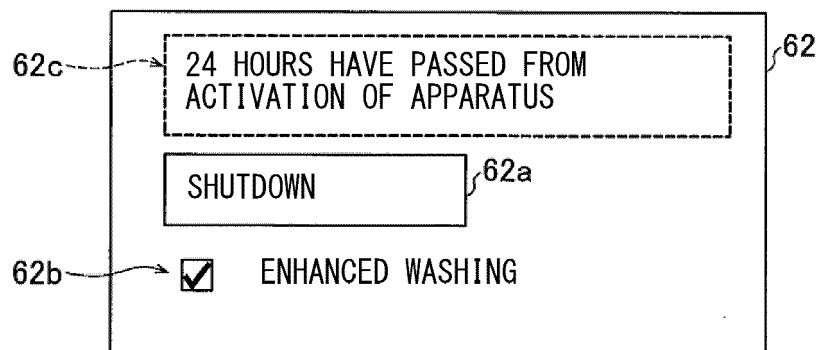 62c
24 HOURS HAVE PASSED FROM
ACTIVATION OF APPARATUS
62
SHUTDOWN
62a
62b
ENHANCED WASHING